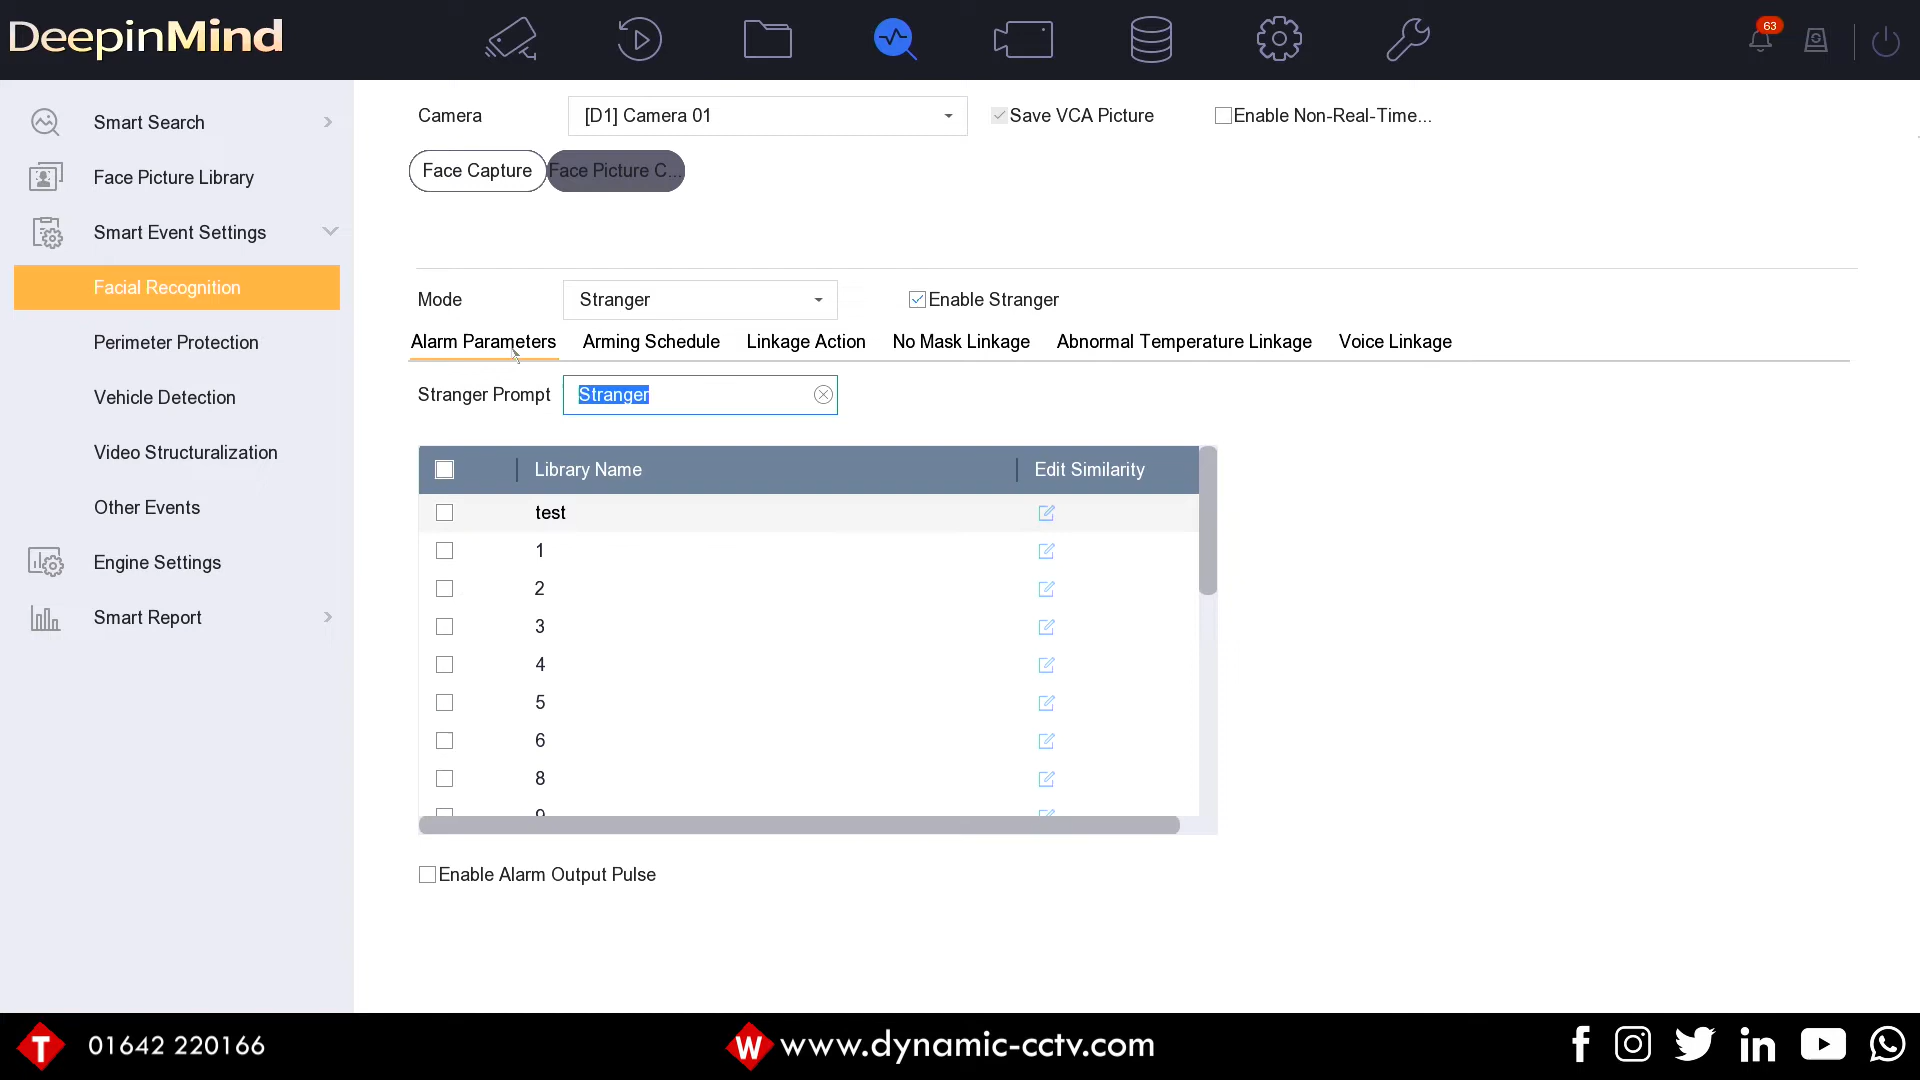 DeepinMind
63
Smart Search
Face Picture Library
Smart Event Settings
Facial Recognition
Perimeter Protection
Vehicle Detection
Video Structuralization
Other Events
Engine Settings
Smart Report
Camera [D1] Camera 01 Save VCA Picture Enable Non-Real-Time...
Face Capture Face Picture C...
Mode Stranger Enable Stranger
Alarm Parameters Arming Schedule Linkage Action No Mask Linkage Abnormal Temperature Linkage Voice Linkage
Stranger Prompt Stranger
Library Name Edit Similarity
test
1
2
3
4
5
6
8
9
Enable Alarm Output Pulse
T 01642 220166 W www.dynamic-cctv.com